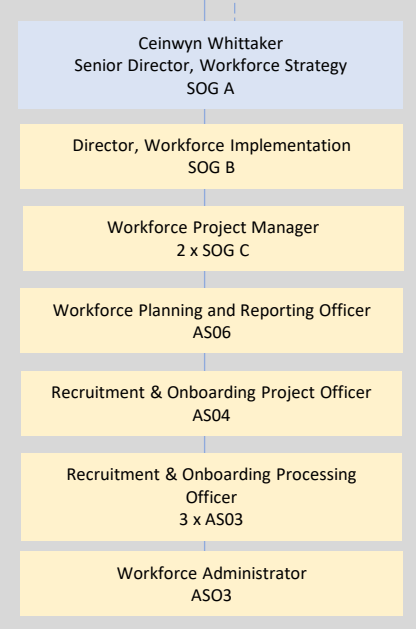 Ceinwyn Whittaker
Senior Director, Workforce Strategy
SOG A
Director, Workforce Implementation
SOG B
Workforce Project Manager
2 x SOG C
Workforce Planning and Reporting Officer
AS06
Recruitment & Onboarding Project Officer
AS04
Recruitment & Onboarding Processing
Officer
3 x AS03
Workforce Administrator
ASO3